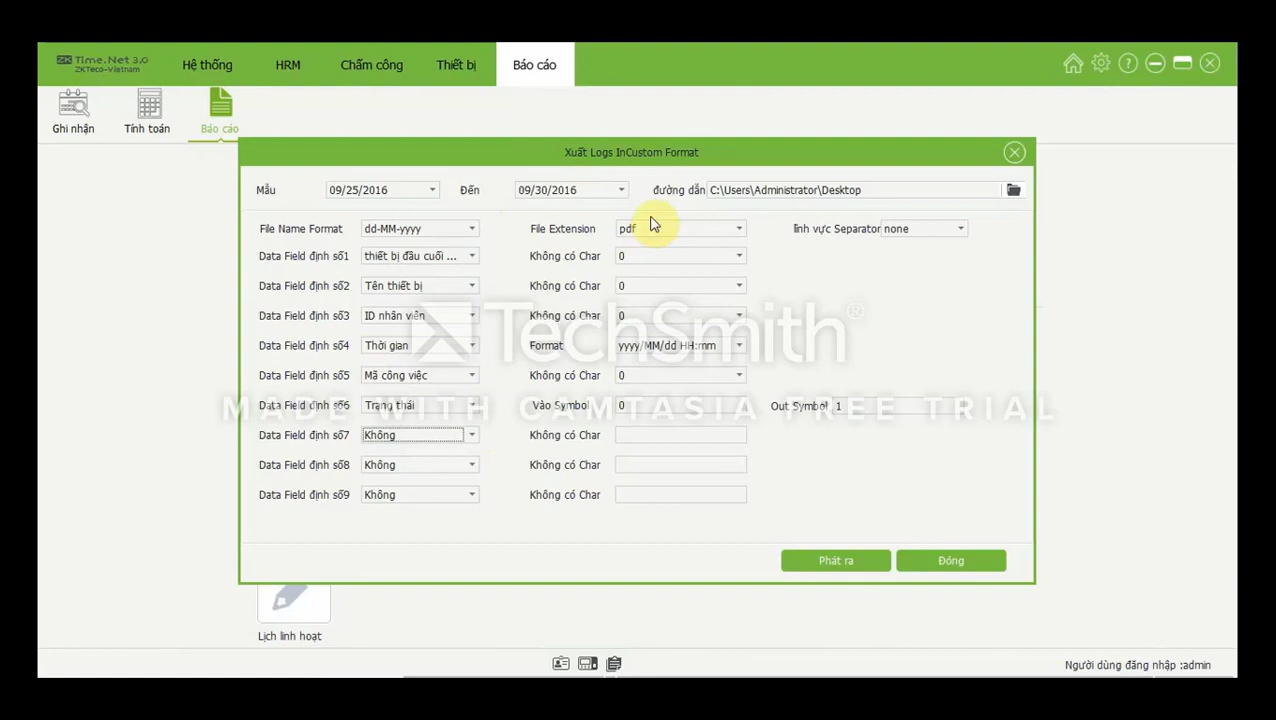 ZK Time.Net 3.0
ZKTeco-Vietnam
Hệ thống HRM Chấm công Thiết bị Báo cáo
Ghi nhận Tính toán Báo cáo
Xuất Logs InCustom Format
Mẫu 09/25/2016 Đến 09/30/2016 đường dẫn C:\Users\Administrator\Desktop
File Name Format dd-MM-yyyy File Extension pdf lĩnh vực Separator none
Data Field định số1 thiết bị đầu cuối ... Không có Char 0
Data Field định số2 Tên thiết bị Không có Char 0
Data Field định số3 ID nhân viên Không có Char 0
Data Field định số4 Thời gian Format yyyy/MM/dd HH:mm
Data Field định số5 Mã công việc Không có Char 0
Data Field định số6 Trạng thái Vào Symbol 0 Out Symbol 1
Data Field định số7 Không Không có Char
Data Field định số8 Không Không có Char
Data Field định số9 Không Không có Char
TechSmith®
MADE WITH CAMTASIA FREE TRIAL
Phát ra Đóng
Lịch linh hoạt
Người dùng đăng nhập :admin